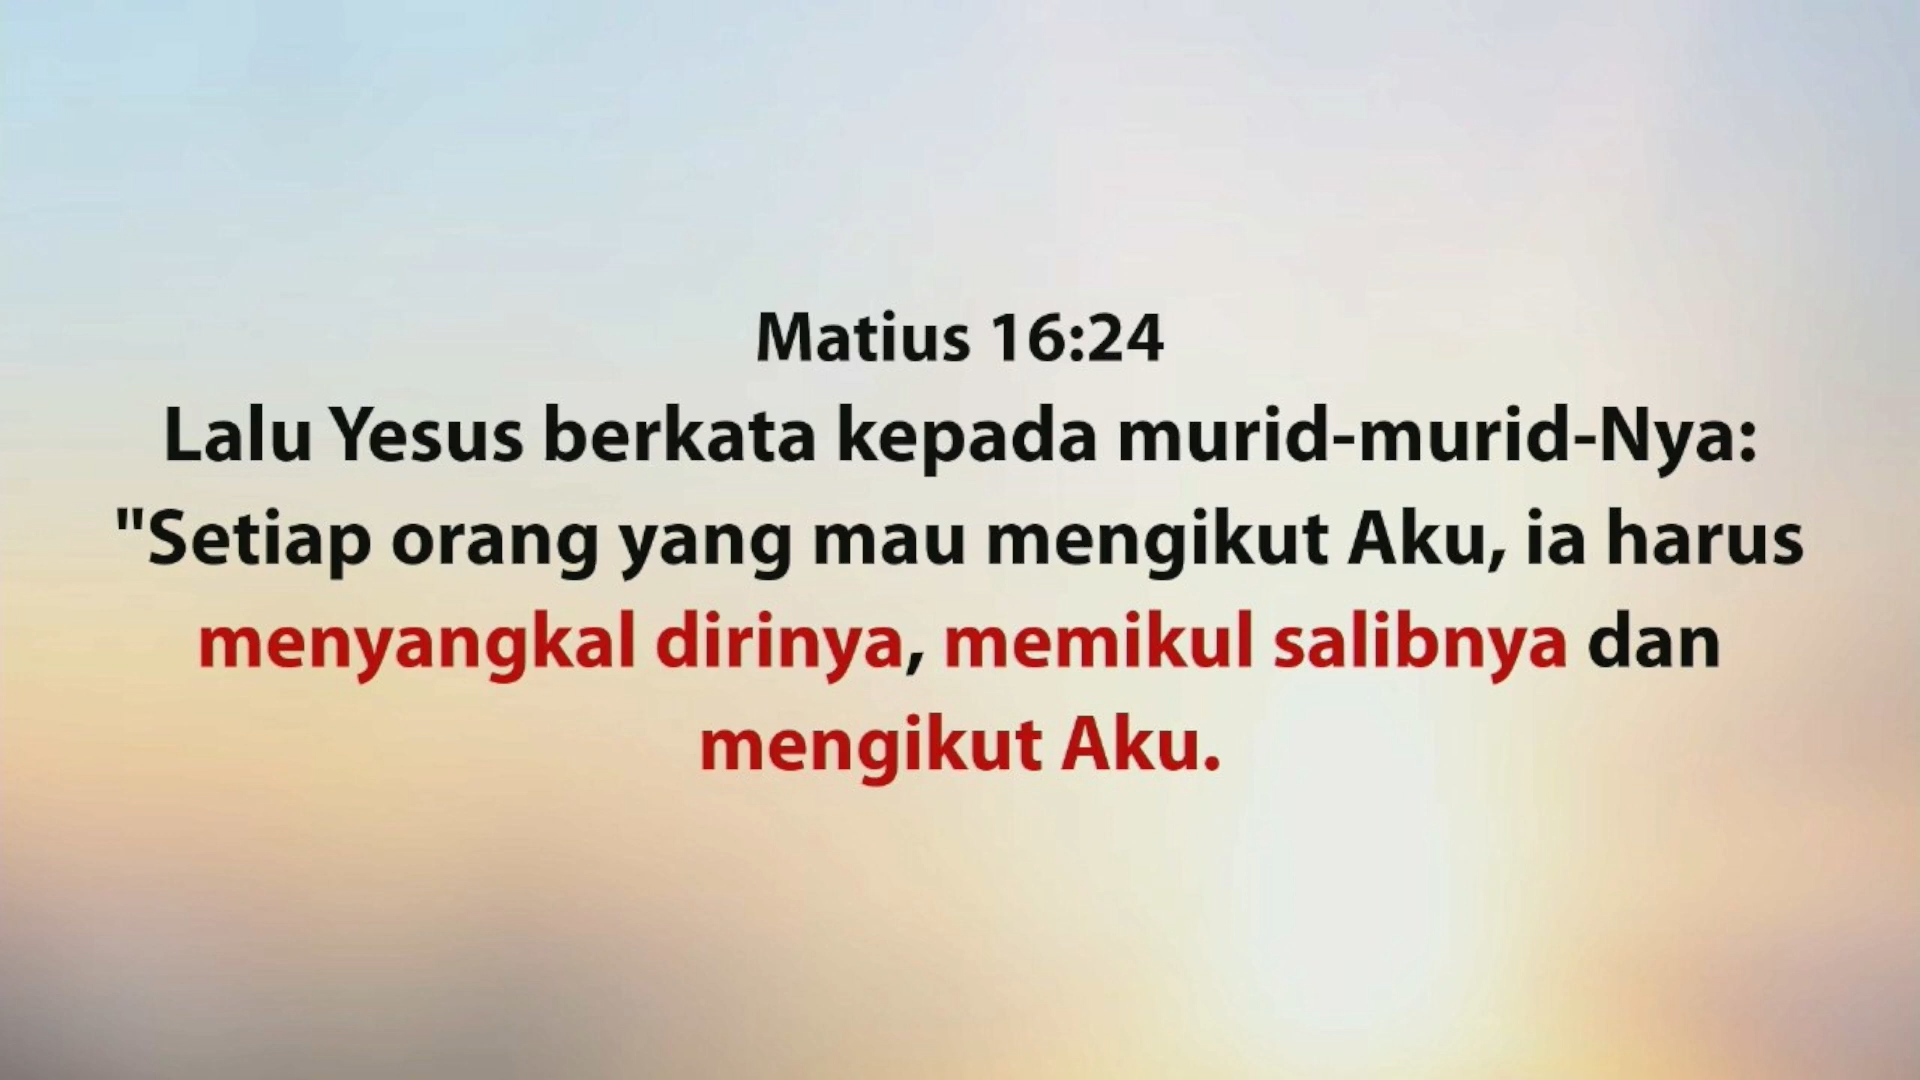 Matius 16:24
Lalu Yesus berkata kepada murid-murid-Nya:
"Setiap orang yang mau mengikut Aku, ia harus
menyangkal dirinya, memikul salibnya dan
mengikut Aku.